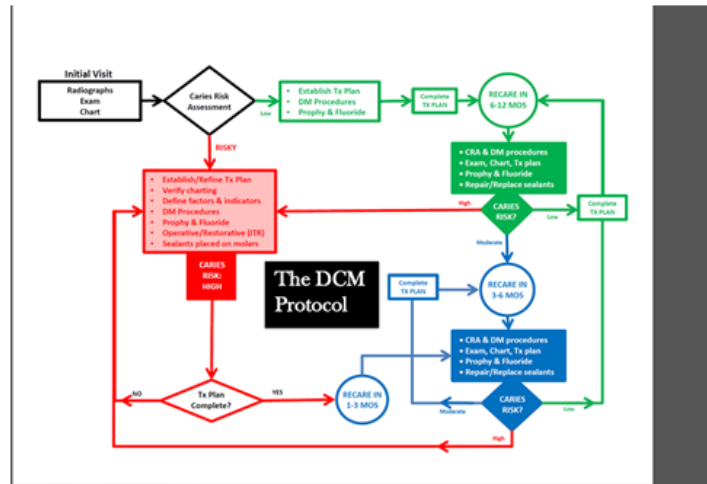 Initial Visit
Radiographs
Exam
Chart
Caries Risk
Assessment
Low
• Establish Tx Plan
• DM Procedures
• Prophy & Fluoride
Complete
TX PLAN
RECARE IN
6-12 MOS
RISKY
• Establish/Refine Tx Plan
• Verify charting
• Define factors & indicators
• DM Procedures
• Prophy & Fluoride
• Operative/Restorative (ITR)
• Sealants placed on molars
CARIES
RISK:
HIGH
• CRA & DM procedures
• Exam, Chart, Tx plan
• Prophy & Fluoride
• Repair/Replace sealants
High
CARIES
RISK?
Low
Complete
TX PLAN
Moderate
The DCM
Protocol
Complete
TX PLAN
RECARE IN
3-6 MOS
• CRA & DM procedures
• Exam, Chart, Tx plan
• Prophy & Fluoride
• Repair/Replace sealants
NO
Tx Plan
Complete?
YES
RECARE IN
1-3 MOS
Moderate
CARIES
RISK?
Low
High